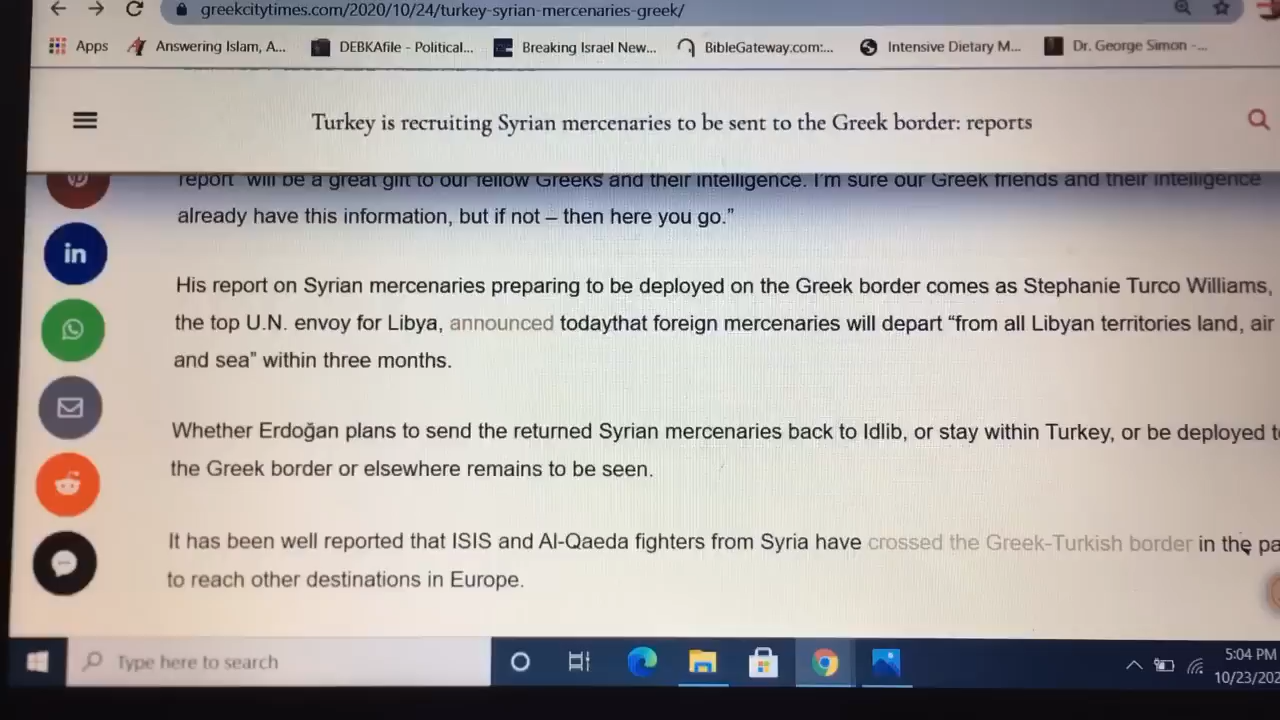 greekcitytimes.com/2020/10/24/turkey-syrian-mercenaries-greek/
Apps Answering Islam, A... DEBKAfile - Political... Breaking Israel New... BibleGateway.com:... Intensive Dietary M... Dr. George Simon -...
Turkey is recruiting Syrian mercenaries to be sent to the Greek border: reports
report "will be a great gift to our fellow Greeks and their intelligence. I'm sure our Greek friends and their intelligence
already have this information, but if not – then here you go.”
in
His report on Syrian mercenaries preparing to be deployed on the Greek border comes as Stephanie Turco Williams,
the top U.N. envoy for Libya, announced todaythat foreign mercenaries will depart “from all Libyan territories land, air
and sea” within three months.
Whether Erdoğan plans to send the returned Syrian mercenaries back to Idlib, or stay within Turkey, or be deployed t
the Greek border or elsewhere remains to be seen.
It has been well reported that ISIS and Al-Qaeda fighters from Syria have crossed the Greek-Turkish border in the pa
to reach other destinations in Europe.
Type here to search
5:04 PM
10/23/202